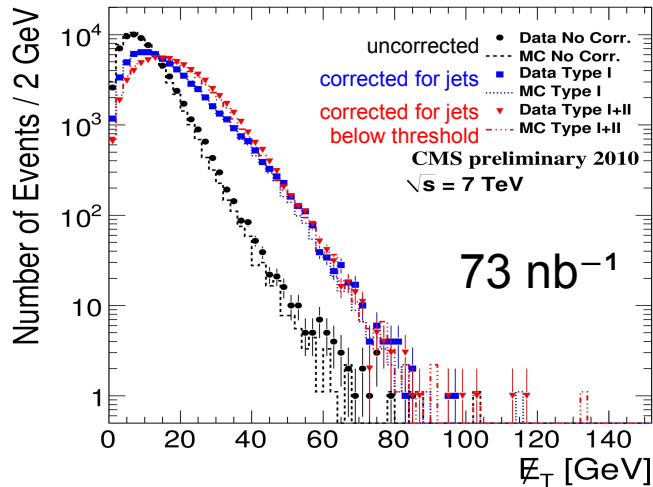 Number of Events / 2 GeV
10⁴
10³
10²
10
1
uncorrected
corrected for jets
corrected for jets
below threshold
Data No Corr.
MC No Corr.
Data Type I
MC Type I
Data Type I+II
MC Type I+II
CMS preliminary 2010
√s = 7 TeV
73 nb⁻¹
0 20 40 60 80 100 120 140
E̸_T [GeV]